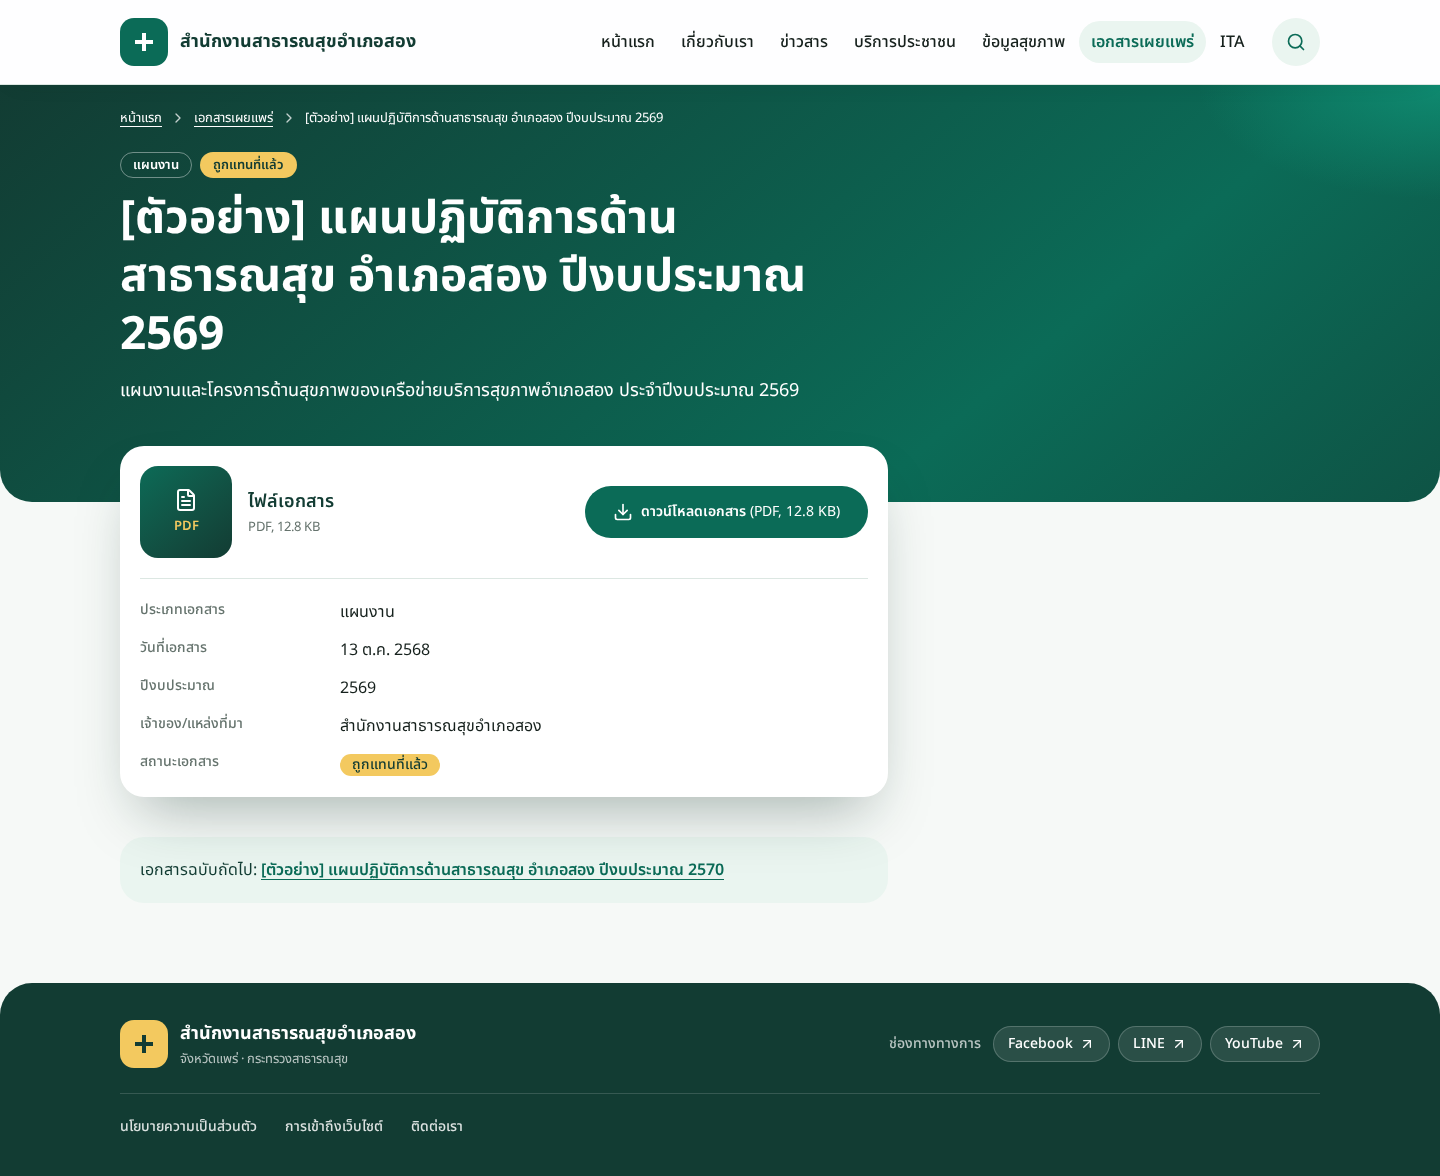 สำนักงานสาธารณสุขอำเภอสอง
หน้าแรก เกี่ยวกับเรา ข่าวสาร บริการประชาชน ข้อมูลสุขภาพ เอกสารเผยแพร่ ITA
หน้าแรก > เอกสารเผยแพร่ > [ตัวอย่าง] แผนปฏิบัติการด้านสาธารณสุข อำเภอสอง ปีงบประมาณ 2569
แผนงาน ถูกแทนที่แล้ว
[ตัวอย่าง] แผนปฏิบัติการด้าน
สาธารณสุข อำเภอสอง ปีงบประมาณ
2569
แผนงานและโครงการด้านสุขภาพของเครือข่ายบริการสุขภาพอำเภอสอง ประจำปีงบประมาณ 2569
PDF
ไฟล์เอกสาร
PDF, 12.8 KB
ดาวน์โหลดเอกสาร (PDF, 12.8 KB)
ประเภทเอกสาร แผนงาน
วันที่เอกสาร 13 ต.ค. 2568
ปีงบประมาณ 2569
เจ้าของ/แหล่งที่มา สำนักงานสาธารณสุขอำเภอสอง
สถานะเอกสาร ถูกแทนที่แล้ว
เอกสารฉบับถัดไป: [ตัวอย่าง] แผนปฏิบัติการด้านสาธารณสุข อำเภอสอง ปีงบประมาณ 2570
สำนักงานสาธารณสุขอำเภอสอง
จังหวัดแพร่ · กระทรวงสาธารณสุข
ช่องทางทางการ Facebook LINE YouTube
นโยบายความเป็นส่วนตัว การเข้าถึงเว็บไซต์ ติดต่อเรา